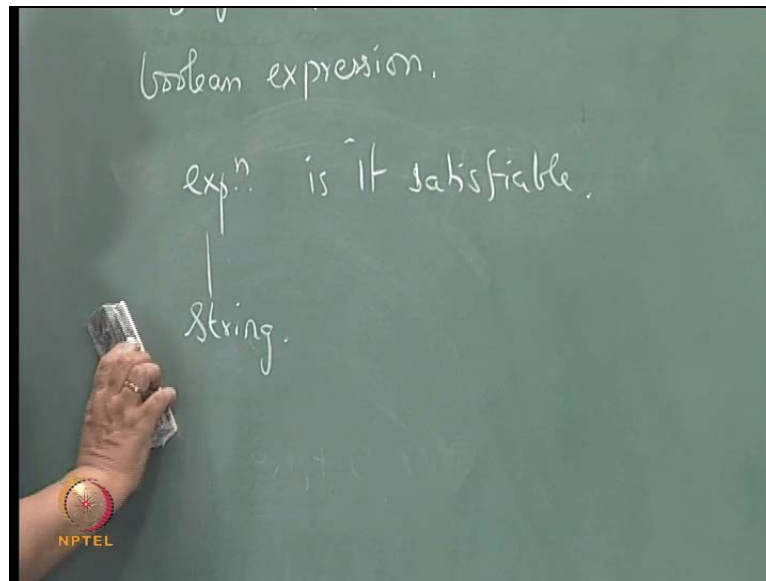 boolean expression.
expⁿ. is it satisfiable.
String.
NPTEL